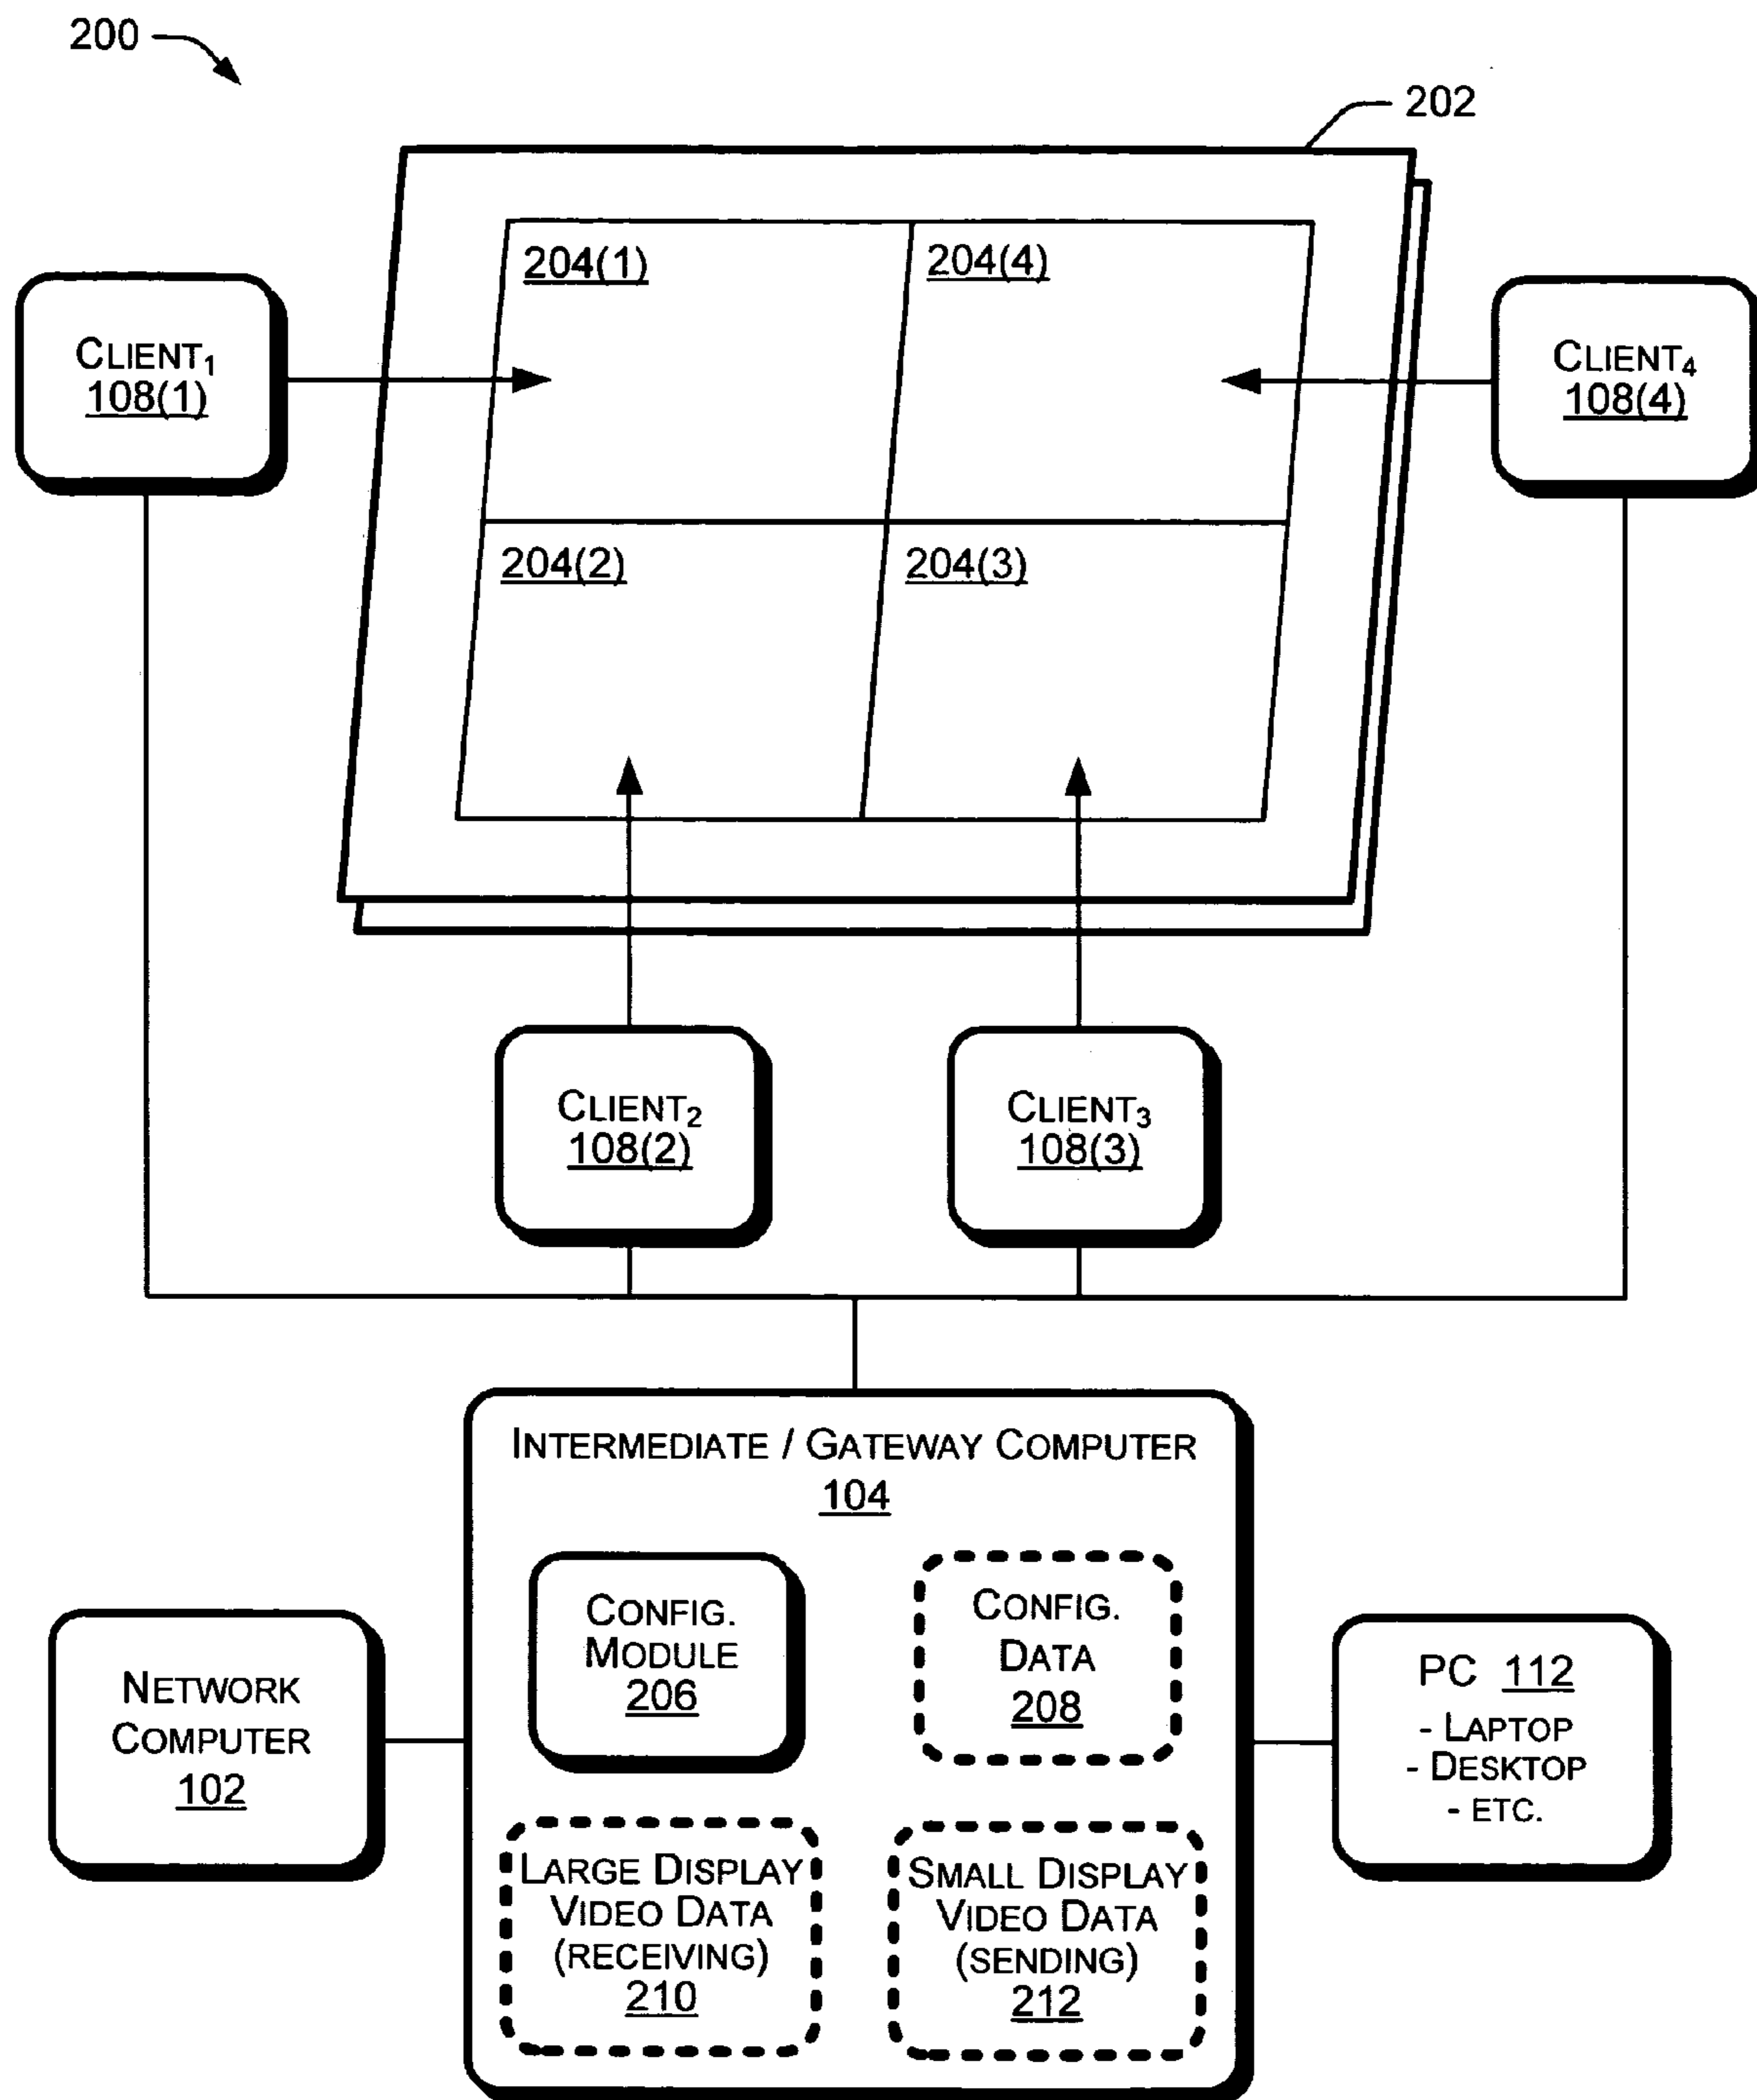 200
202
204(1)
204(4)
CLIENT1
108(1)
CLIENT4
108(4)
204(2)
204(3)
CLIENT2
108(2)
CLIENT3
108(3)
INTERMEDIATE / GATEWAY COMPUTER
104
CONFIG.
MODULE
206
CONFIG.
DATA
208
NETWORK
COMPUTER
102
PC 112
- LAPTOP
- DESKTOP
- ETC.
LARGE DISPLAY
VIDEO DATA
(RECEIVING)
210
SMALL DISPLAY
VIDEO DATA
(SENDING)
212